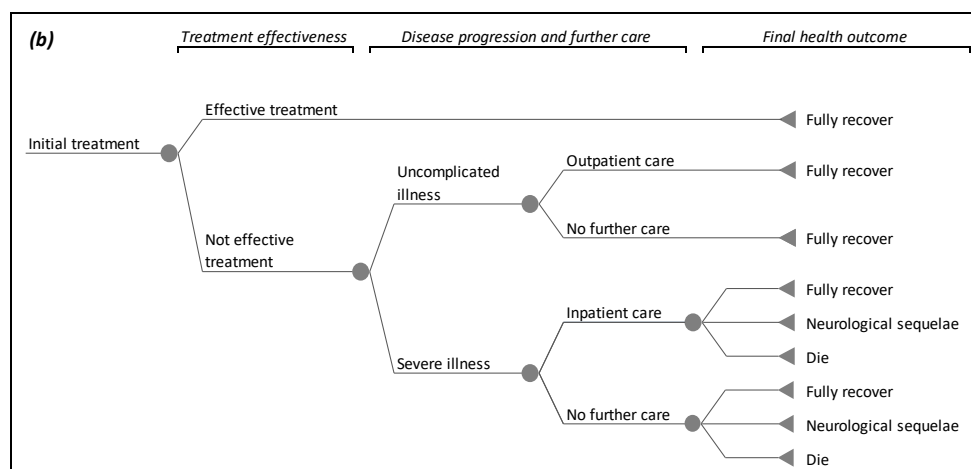 (b)
Treatment effectiveness
Disease progression and further care
Final health outcome
Effective treatment
Fully recover
Initial treatment
Uncomplicated
illness
Outpatient care
Fully recover
No further care
Fully recover
Not effective
treatment
Fully recover
Inpatient care
Neurological sequelae
Die
Severe illness
Fully recover
No further care
Neurological sequelae
Die